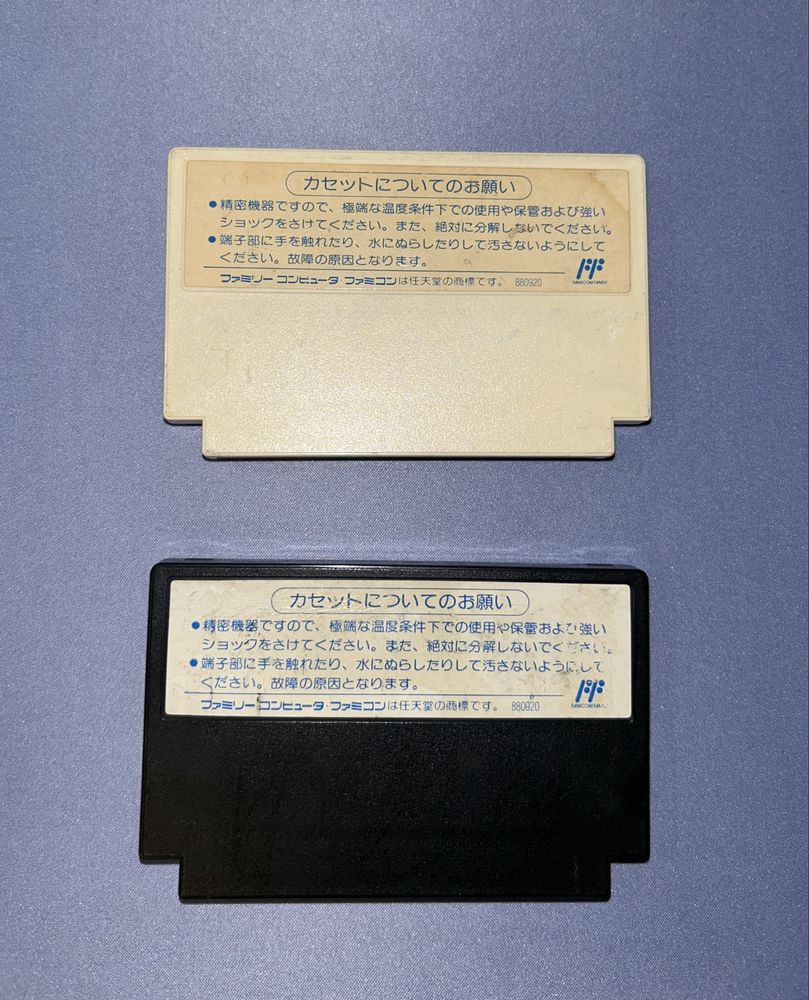 カセットについてのお願い
●精密機器ですので、極端な温度条件下での使用や保管および強い
ショックをさけてください。また、絶対に分解しないでください。
●端子部に手を触れたり、水にぬらしたりして汚さないようにして
ください。故障の原因となります。
ファミリーコンピュータ・ファミコンは任天堂の商標です。 880920
カセットについてのお願い
●精密機器ですので、極端な温度条件下での使用や保管および強い
ショックをさけてください。また、絶対に分解しないでください。
●端子部に手を触れたり、水にぬらしたりして汚さないようにして
ください。故障の原因となります。
ファミリーコンピュータ・ファミコンは任天堂の商標です。 880920